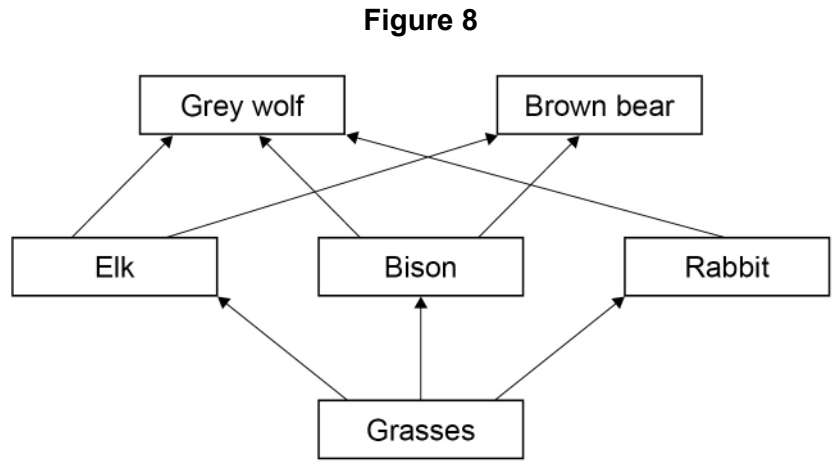 Figure 8
Grey wolf
Brown bear
Elk
Bison
Rabbit
Grasses